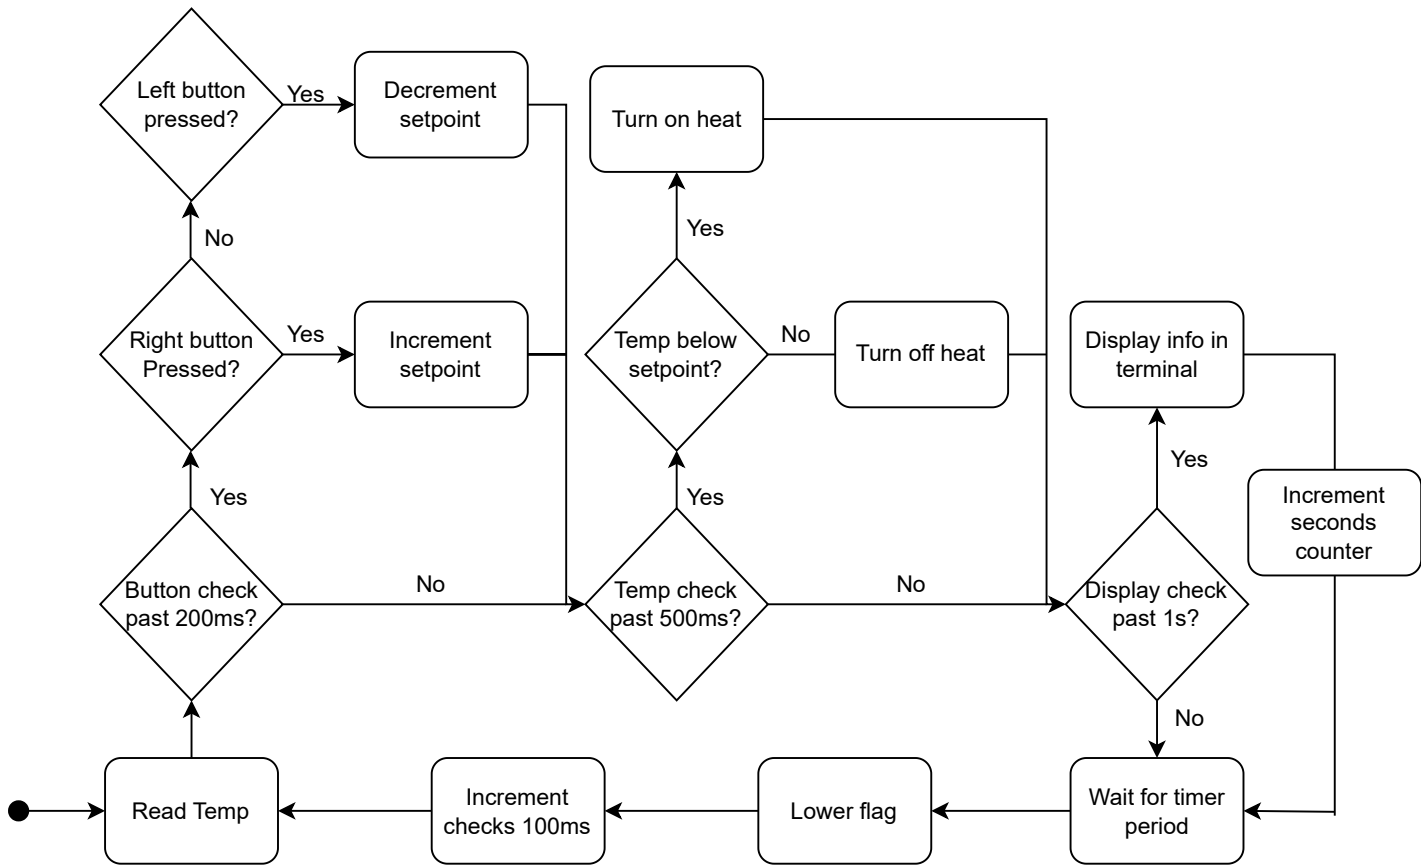 Left button
pressed?
Yes
Decrement
setpoint
Turn on heat
No
Yes
Right button
Pressed?
Yes
Increment
setpoint
Temp below
setpoint?
No
Turn off heat
Display info in
terminal
Yes
Yes
Yes
Increment
seconds
counter
Button check
past 200ms?
No
Temp check
past 500ms?
No
Display check
past 1s?
No
Read Temp
Increment
checks 100ms
Lower flag
Wait for timer
period